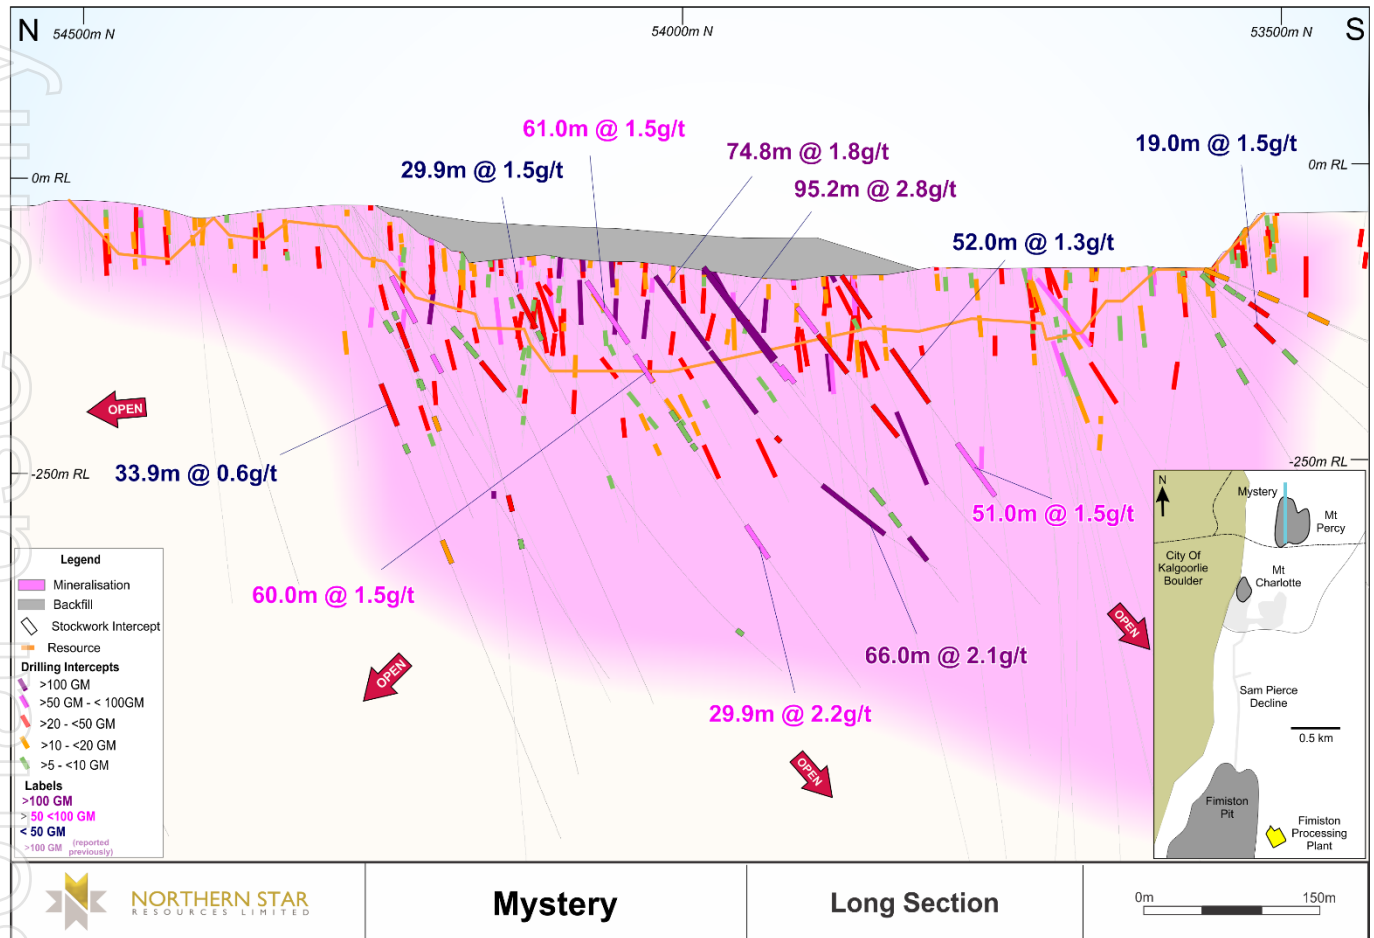 N
54500m N
54000m N
53500m N
S
0m RL
0m RL
61.0m @ 1.5g/t
74.8m @ 1.8g/t
19.0m @ 1.5g/t
29.9m @ 1.5g/t
95.2m @ 2.8g/t
52.0m @ 1.3g/t
OPEN
33.9m @ 0.6g/t
-250m RL
-250m RL
51.0m @ 1.5g/t
60.0m @ 1.5g/t
66.0m @ 2.1g/t
29.9m @ 2.2g/t
OPEN
OPEN
OPEN
Legend
Mineralisation
Backfill
Stockwork Intercept
Resource
Drilling Intercepts
>100 GM
>50 GM - < 100GM
>20 - <50 GM
>10 - <20 GM
>5 - <10 GM
Labels
>100 GM
> 50 <100 GM
< 50 GM
>100 GM (reported
previously)
N
Mystery
Mt
Percy
City Of
Kalgoorlie
Boulder
Mt
Charlotte
Sam Pierce
Decline
0.5 km
Fimiston
Pit
Fimiston
Processing
Plant
NORTHERN STAR
RESOURCES LIMITED
Mystery
Long Section
0m
150m